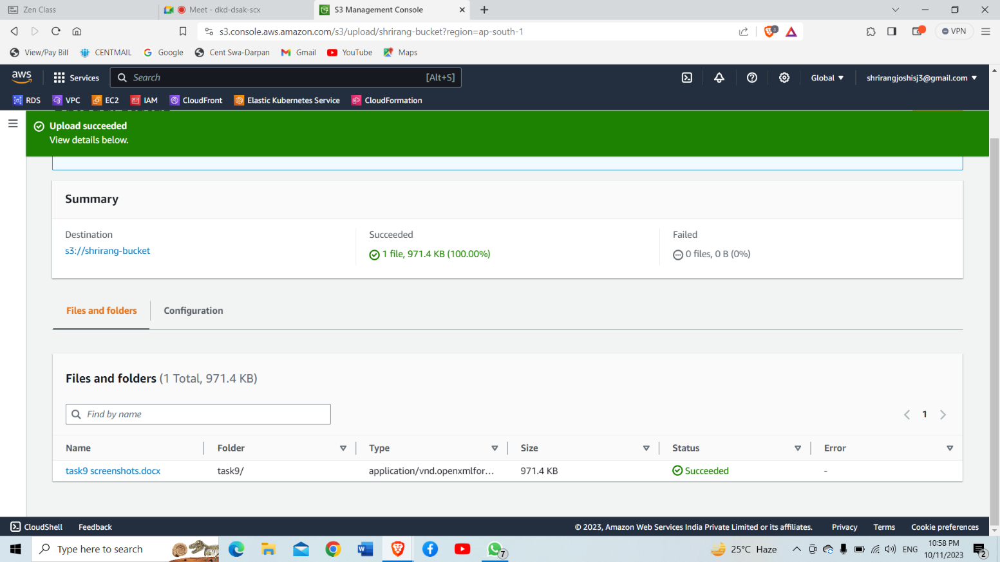 Zen Class
Meet - dkd-dsak-scx
S3 Management Console
s3.console.aws.amazon.com/s3/upload/shrirang-bucket?region=ap-south-1
3
VPN
View/Pay Bill
CENTMAIL
Google
Cent Swa-Darpan
Gmail
YouTube
Maps
aws
Services
Search
[Alt+S]
Global
shrirangjoshisj3@gmail.com
RDS
VPC
EC2
IAM
CloudFront
Elastic Kubernetes Service
CloudFormation
Upload succeeded
View details below.
Summary
Destination
s3://shrirang-bucket
Succeeded
1 file, 971.4 KB (100.00%)
Failed
0 files, 0 B (0%)
Files and folders
Configuration
Files and folders (1 Total, 971.4 KB)
Find by name
1
Name Folder Type Size Status Error
task9 screenshots.docx task9/ application/vnd.openxmlfor... 971.4 KB Succeeded -
CloudShell
Feedback
© 2023, Amazon Web Services India Private Limited or its affiliates.
Privacy
Terms
Cookie preferences
Type here to search
7
25°C Haze
ENG
10:58 PM
10/11/2023
2